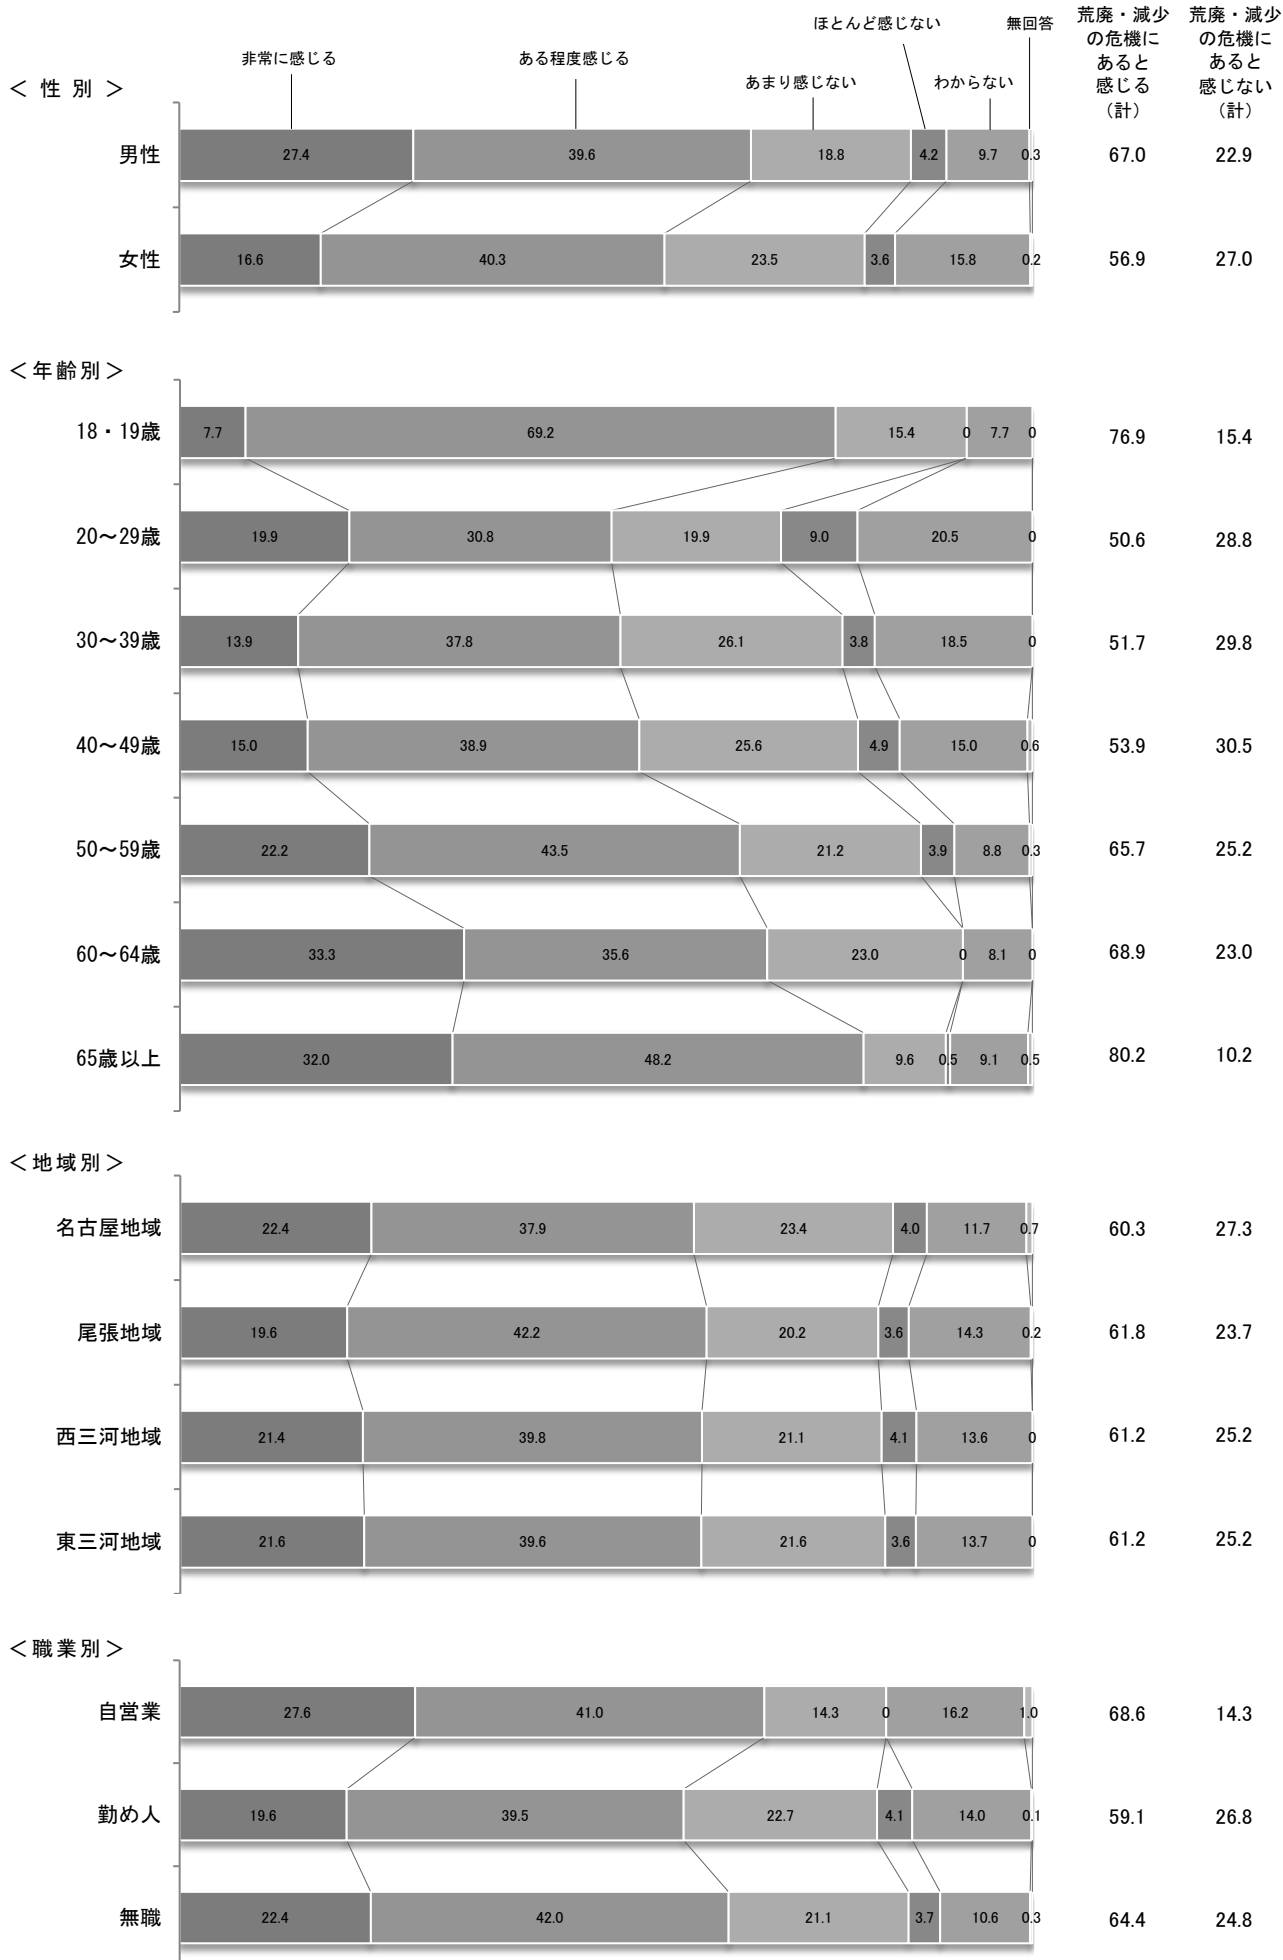 荒廃・減少 荒廃・減少
ほとんど感じない 無回答 の危機に の危機に
非常に感じる ある程度感じる あると あると
あまり感じない わからない 感じる 感じない
＜ 性 別 ＞ （計） （計）
男性 27.4 39.6 18.8 4.2 9.7 0.3 67.0 22.9
女性 16.6 40.3 23.5 3.6 15.8 0.2 56.9 27.0
＜年齢別＞
18・19歳 7.7 69.2 15.4 0 7.7 0 76.9 15.4
20～29歳 19.9 30.8 19.9 9.0 20.5 0 50.6 28.8
30～39歳 13.9 37.8 26.1 3.8 18.5 0 51.7 29.8
40～49歳 15.0 38.9 25.6 4.9 15.0 0.6 53.9 30.5
50～59歳 22.2 43.5 21.2 3.9 8.8 0.3 65.7 25.2
60～64歳 33.3 35.6 23.0 0 8.1 0 68.9 23.0
65歳以上 32.0 48.2 9.6 0.5 9.1 0.5 80.2 10.2
＜地域別＞
名古屋地域 22.4 37.9 23.4 4.0 11.7 0.7 60.3 27.3
尾張地域 19.6 42.2 20.2 3.6 14.3 0.2 61.8 23.7
西三河地域 21.4 39.8 21.1 4.1 13.6 0 61.2 25.2
東三河地域 21.6 39.6 21.6 3.6 13.7 0 61.2 25.2
＜職業別＞
自営業 27.6 41.0 14.3 0 16.2 1.0 68.6 14.3
勤め人 19.6 39.5 22.7 4.1 14.0 0.1 59.1 26.8
無職 22.4 42.0 21.1 3.7 10.6 0.3 64.4 24.8